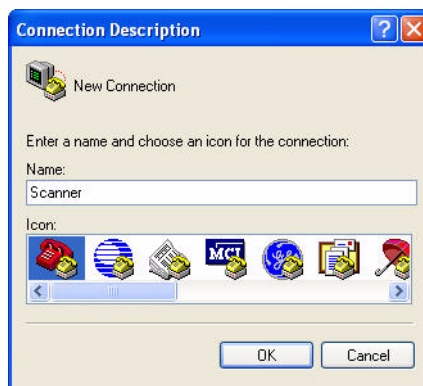 Connection Description
New Connection
Enter a name and choose an icon for the connection:
Name:
Scanner
Icon:
MCI
OK
Cancel